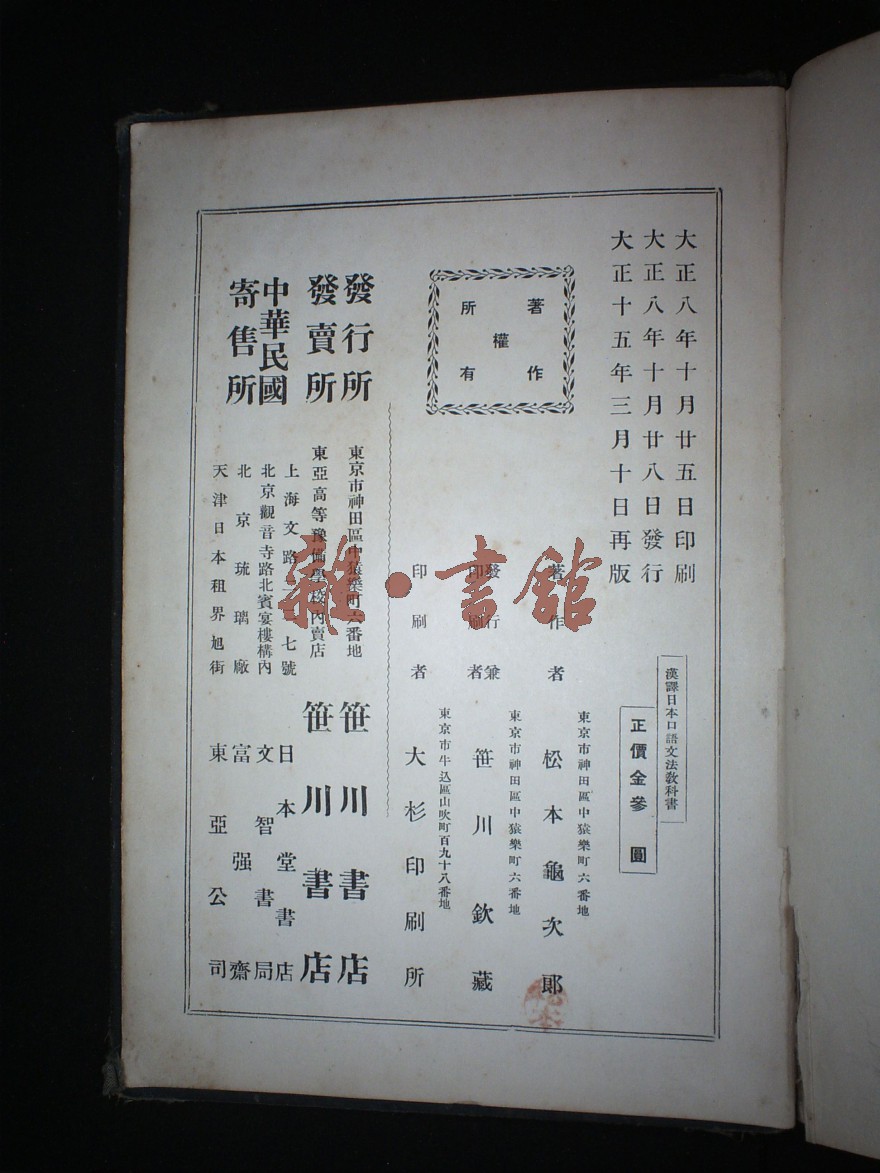 大正八年十月廿五日印刷
大正八年十月廿八日發行
大正十五年三月十日再版
漢譯日本口語文法教科書
正價金參圓
著作
權
所有
東京市神田區中猿樂町六番地
著作者 松本龜次郎
東京市神田區中猿樂町六番地
發行兼
印刷者 笹川欽藏
東京市牛込區山吹町百九十八番地
印刷者 大杉印刷所
發行所 東京市神田區中猿樂町六番地 笹川書店
發賣所 東亞高等豫備學校內賣店 笹川書店
中華民國
寄售所
上海文路 七號 日本堂書店
北京觀音寺路北賓宴樓構內 文智書局
北京琉璃廠 富强齋
天津日本租界旭街 東亞公司
雜·書館